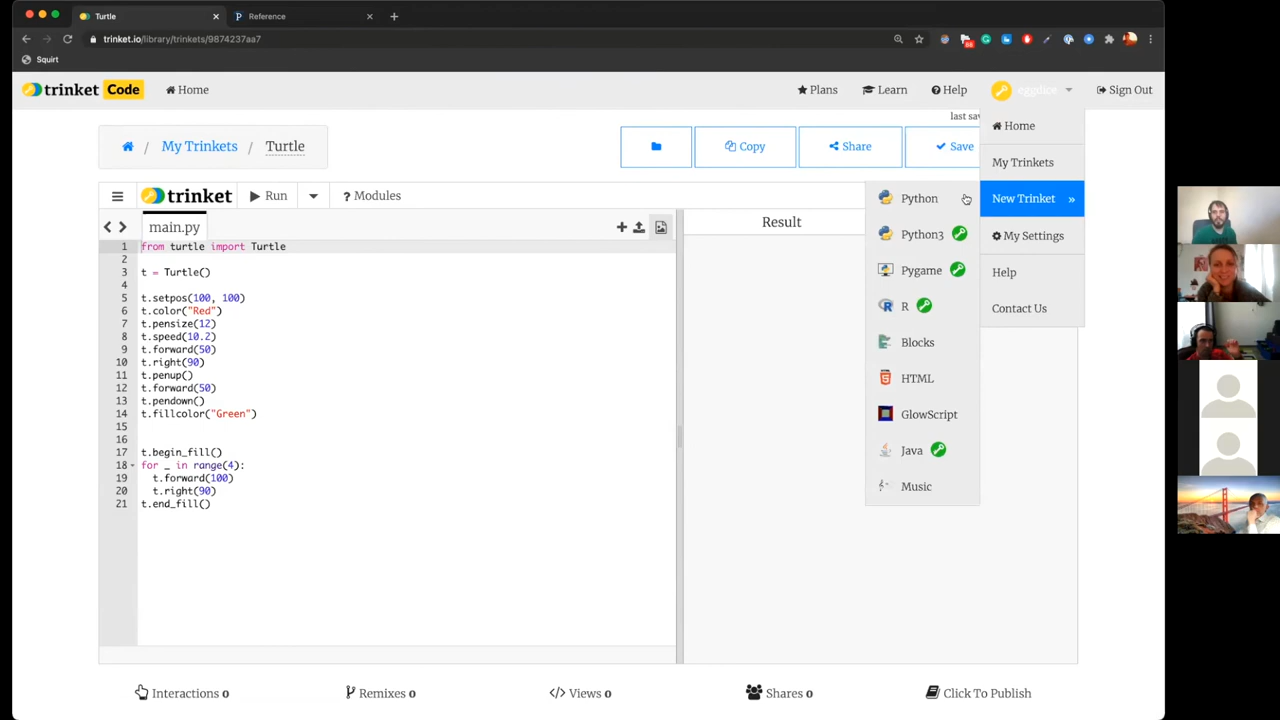 Turtle
Reference
trinket.io/library/trinkets/9874237aa7
68
Squirt
trinket Code
Home
Plans
Learn
Help
eggdice
Sign Out
last sav
Home
My Trinkets
New Trinket »
My Settings
Help
Contact Us
/ My Trinkets / Turtle
Copy
Share
Save
trinket
Run
? Modules
Python
Python3
Pygame
R
Blocks
HTML
GlowScript
Java
Music
main.py
Result
1 from turtle import Turtle
2
3 t = Turtle()
4
5 t.setpos(100, 100)
6 t.color("Red")
7 t.pensize(12)
8 t.speed(10.2)
9 t.forward(50)
10 t.right(90)
11 t.penup()
12 t.forward(50)
13 t.pendown()
14 t.fillcolor("Green")
15
16
17 t.begin_fill()
18 for _ in range(4):
19 t.forward(100)
20 t.right(90)
21 t.end_fill()
Interactions 0
Remixes 0
</> Views 0
Shares 0
Click To Publish